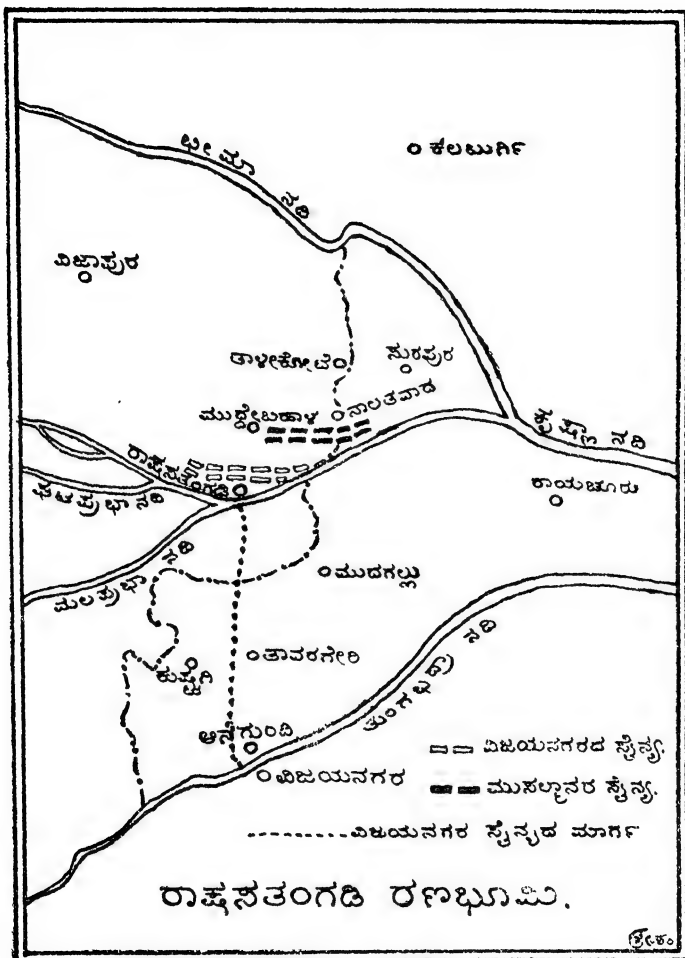 ಭೀಮಾ ನದಿ
ಕಲಬುರ್ಗಿ
ವಿಜಾಪುರ
ಡಾಳೀಕೋಟೆ
ಸುರಪುರ
ನಾಲತವಾದ
ಮುದ್ದೇಬಹಾಳ
ಕೃಷ್ಣಾ ನದಿ
ರಾಷಸತಂಗಡಿ
ಘಟಪ್ರಭಾ ನದಿ
ರಾಯಚೂರು
ಮಲಪ್ರಭಾ ನದಿ
ಮುದಗಲ್ಲು
ತಾವರಗೇರಿ
ಕುಷ್ಟಗಿ
ತುಂಗಭದ್ರಾ ನದಿ
ಆನೆಗುಂದಿ
ವಿಜಯನಗರ
ವಿಜಯನಗರದ ಸೈನ್ಯ.
ಮುಸಲ್ಮಾನರ ಸೈನ್ಯ.
ವಿಜಯನಗರ ಸೈನ್ಯದ ಮಾರ್ಗ
ರಾಷಸತಂಗಡಿ ರಣಭೂಮಿ.